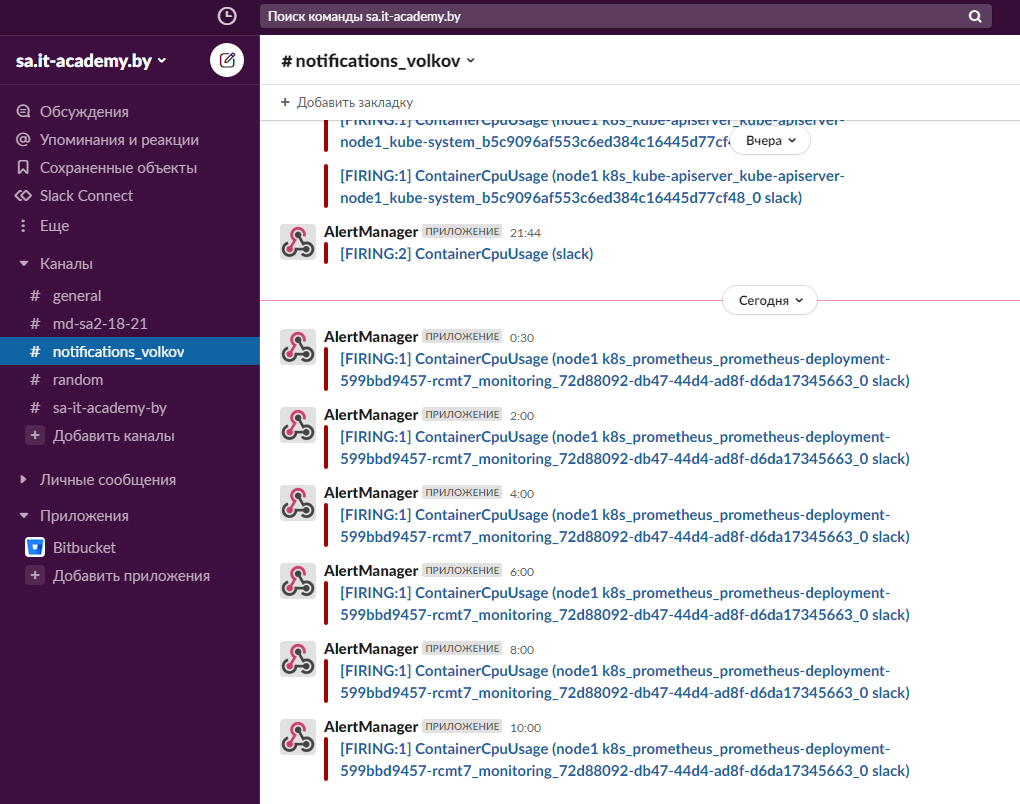 Поиск команды sa.it-academy.by
sa.it-academy.by
Обсуждения
@ Упоминания и реакции
Сохраненные объекты
Slack Connect
Еще
Каналы
# general
# md-sa2-18-21
# notifications_volkov
# random
# sa-it-academy-by
+ Добавить каналы
Личные сообщения
Приложения
Bitbucket
+ Добавить приложения
# notifications_volkov
+ Добавить закладку
[FIRING:1] ContainerCpuUsage (node1 k8s_kube-apiserver_kube-apiserver-
node1_kube-system_b5c9096af553c6ed384c16445d77cf
Вчера
[FIRING:1] ContainerCpuUsage (node1 k8s_kube-apiserver_kube-apiserver-
node1_kube-system_b5c9096af553c6ed384c16445d77cf48_0 slack)
AlertManager ПРИЛОЖЕНИЕ 21:44
[FIRING:2] ContainerCpuUsage (slack)
Сегодня
AlertManager ПРИЛОЖЕНИЕ 0:30
[FIRING:1] ContainerCpuUsage (node1 k8s_prometheus_prometheus-deployment-
599bbd9457-rcmt7_monitoring_72d88092-db47-44d4-ad8f-d6da17345663_0 slack)
AlertManager ПРИЛОЖЕНИЕ 2:00
[FIRING:1] ContainerCpuUsage (node1 k8s_prometheus_prometheus-deployment-
599bbd9457-rcmt7_monitoring_72d88092-db47-44d4-ad8f-d6da17345663_0 slack)
AlertManager ПРИЛОЖЕНИЕ 4:00
[FIRING:1] ContainerCpuUsage (node1 k8s_prometheus_prometheus-deployment-
599bbd9457-rcmt7_monitoring_72d88092-db47-44d4-ad8f-d6da17345663_0 slack)
AlertManager ПРИЛОЖЕНИЕ 6:00
[FIRING:1] ContainerCpuUsage (node1 k8s_prometheus_prometheus-deployment-
599bbd9457-rcmt7_monitoring_72d88092-db47-44d4-ad8f-d6da17345663_0 slack)
AlertManager ПРИЛОЖЕНИЕ 8:00
[FIRING:1] ContainerCpuUsage (node1 k8s_prometheus_prometheus-deployment-
599bbd9457-rcmt7_monitoring_72d88092-db47-44d4-ad8f-d6da17345663_0 slack)
AlertManager ПРИЛОЖЕНИЕ 10:00
[FIRING:1] ContainerCpuUsage (node1 k8s_prometheus_prometheus-deployment-
599bbd9457-rcmt7_monitoring_72d88092-db47-44d4-ad8f-d6da17345663_0 slack)